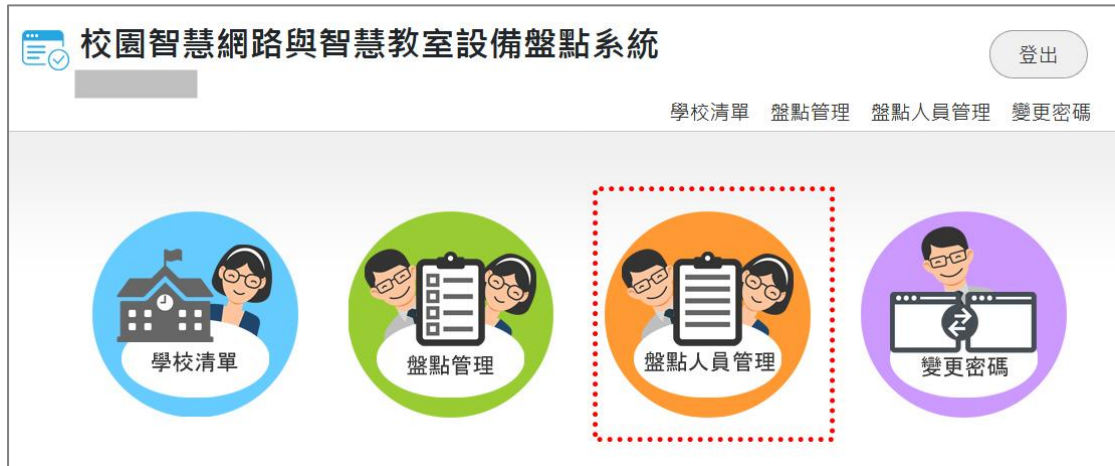 校園智慧網路與智慧教室設備盤點系統
登出
學校清單 盤點管理 盤點人員管理 變更密碼
學校清單
盤點管理
盤點人員管理
變更密碼